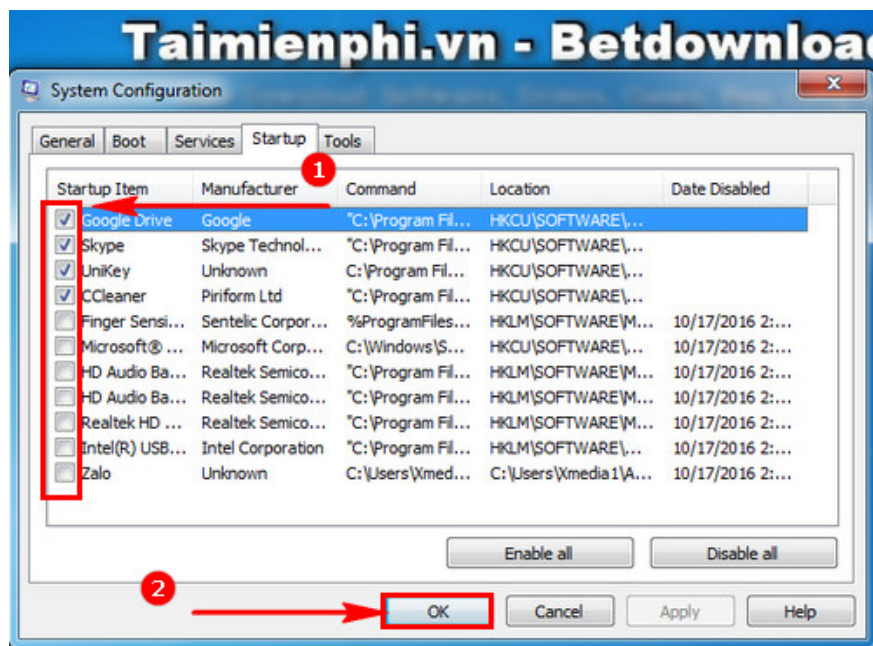 Taimienphi.vn - Betdownloa
System Configuration
General Boot Services Startup Tools
1
Startup Item Manufacturer Command Location Date Disabled
Google Drive Google "C:\Program Fil... HKCU\SOFTWARE\...
Skype Skype Technol... "C:\Program Fil... HKCU\SOFTWARE\...
UniKey Unknown C:\Program Fil... HKCU\SOFTWARE\...
CCleaner Piriform Ltd "C:\Program Fil... HKCU\SOFTWARE\...
Finger Sensi... Sentelic Corpor... %ProgramFiles... HKLM\SOFTWARE\M... 10/17/2016 2:...
Microsoft® ... Microsoft Corp... C:\Windows\S... HKCU\SOFTWARE\... 10/17/2016 2:...
HD Audio Ba... Realtek Semico... "C:\Program Fil... HKLM\SOFTWARE\M... 10/17/2016 2:...
HD Audio Ba... Realtek Semico... "C:\Program Fil... HKLM\SOFTWARE\M... 10/17/2016 2:...
Realtek HD ... Realtek Semico... "C:\Program Fil... HKLM\SOFTWARE\M... 10/17/2016 2:...
Intel(R) USB... Intel Corporation "C:\Program Fil... HKLM\SOFTWARE\... 10/17/2016 2:...
Zalo Unknown C:\Users\Xmed... C:\Users\Xmedia1\A... 10/17/2016 2:...
Enable all Disable all
2
OK Cancel Apply Help